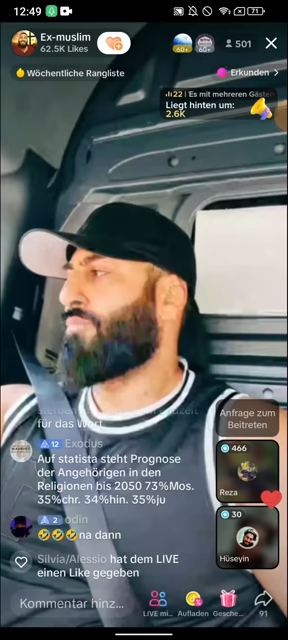 12:49
71
Ex-muslim
62.5K Likes
60+
60+
501
Wöchentliche Rangliste
Erkunden >
22 | Es mit mehreren Gästen
Liegt hinten um:
2.6K
für das Wort
12 Exodus
Auf statista steht Prognose
der Angehörigen in den
Religionen bis 2050 73%Mos.
35%chr. 34%hin. 35%ju
2 odin
🤣🤣🤣na dann
Silvia/Alessio hat dem LIVE
einen Like gegeben
Anfrage zum
Beitreten
466
Reza
30
Hüseyin
Kommentar hinz...
LIVE mi...
Aufladen
Gesche...
91